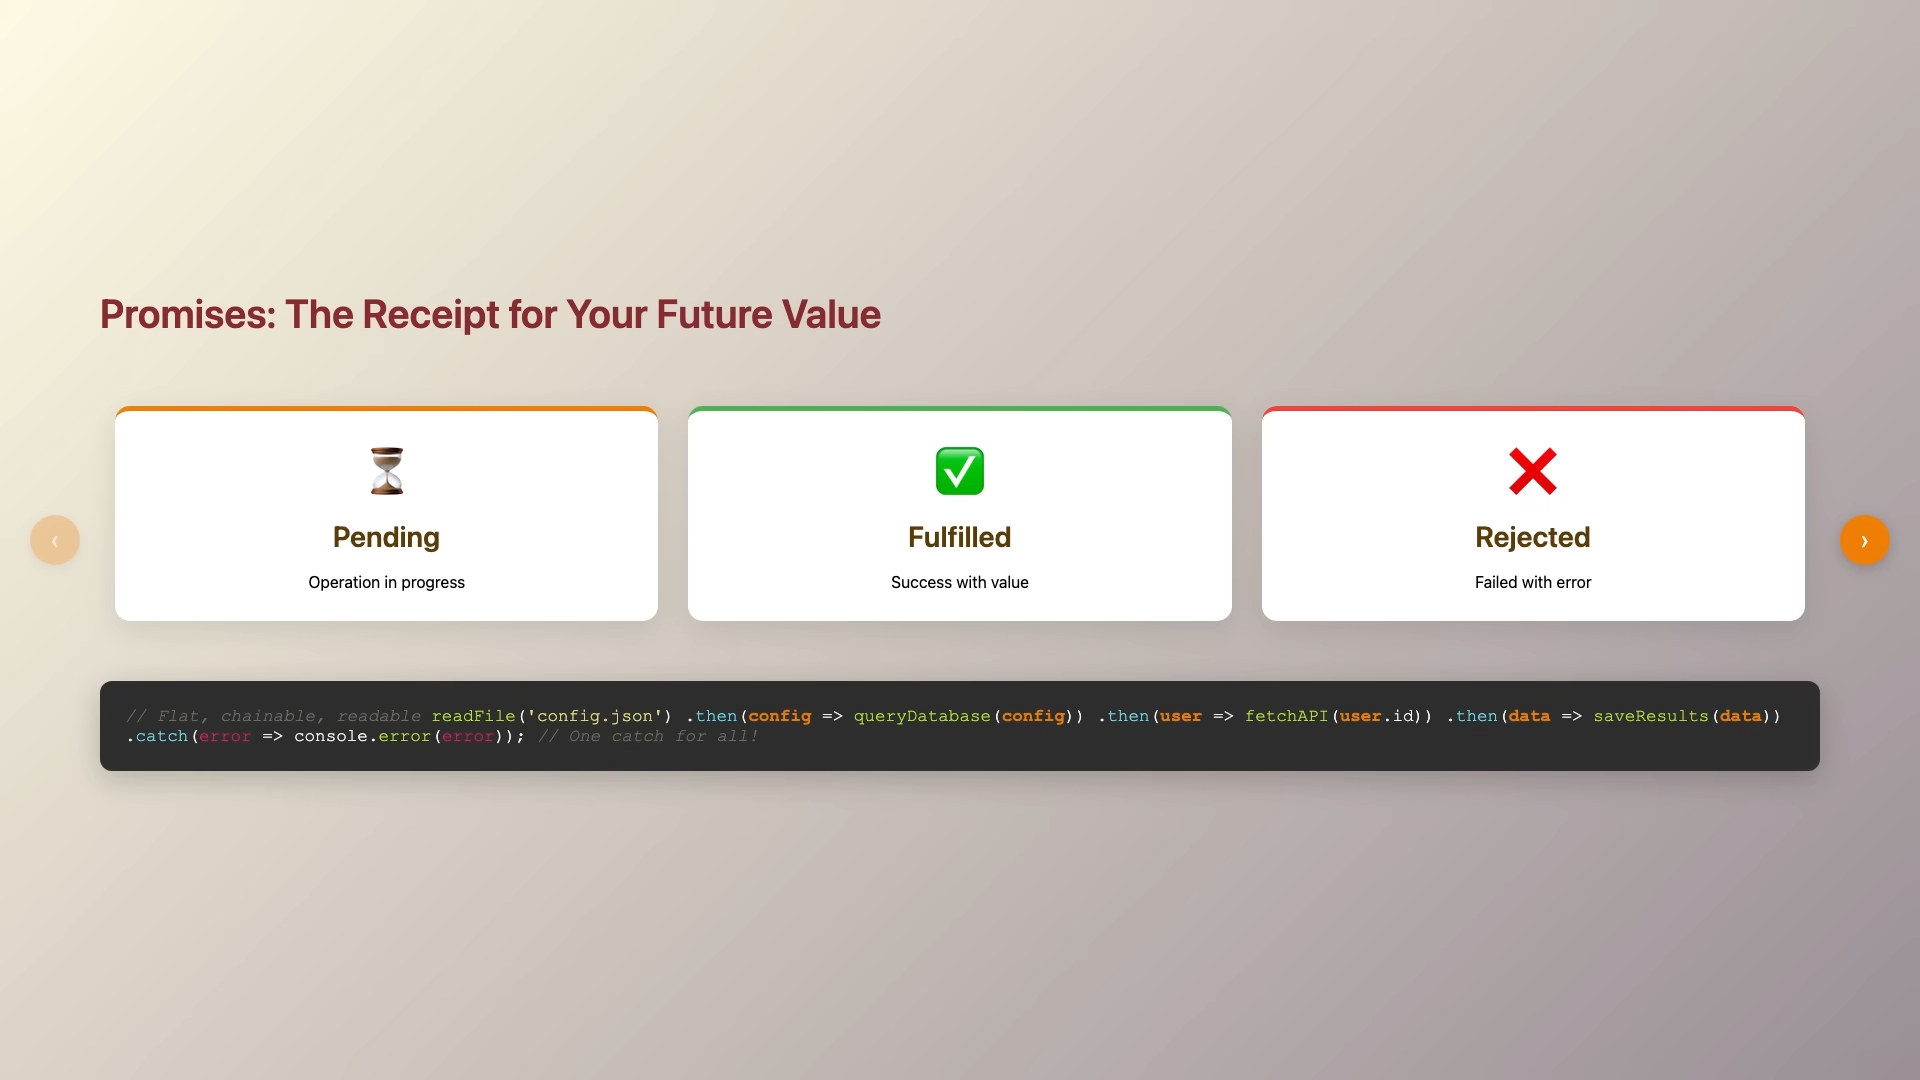 Promises: The Receipt for Your Future Value
Pending
Operation in progress
Fulfilled
Success with value
Rejected
Failed with error
‹
›
// Flat, chainable, readable readFile('config.json') .then(config => queryDatabase(config)) .then(user => fetchAPI(user.id)) .then(data => saveResults(data))
.catch(error => console.error(error)); // One catch for all!